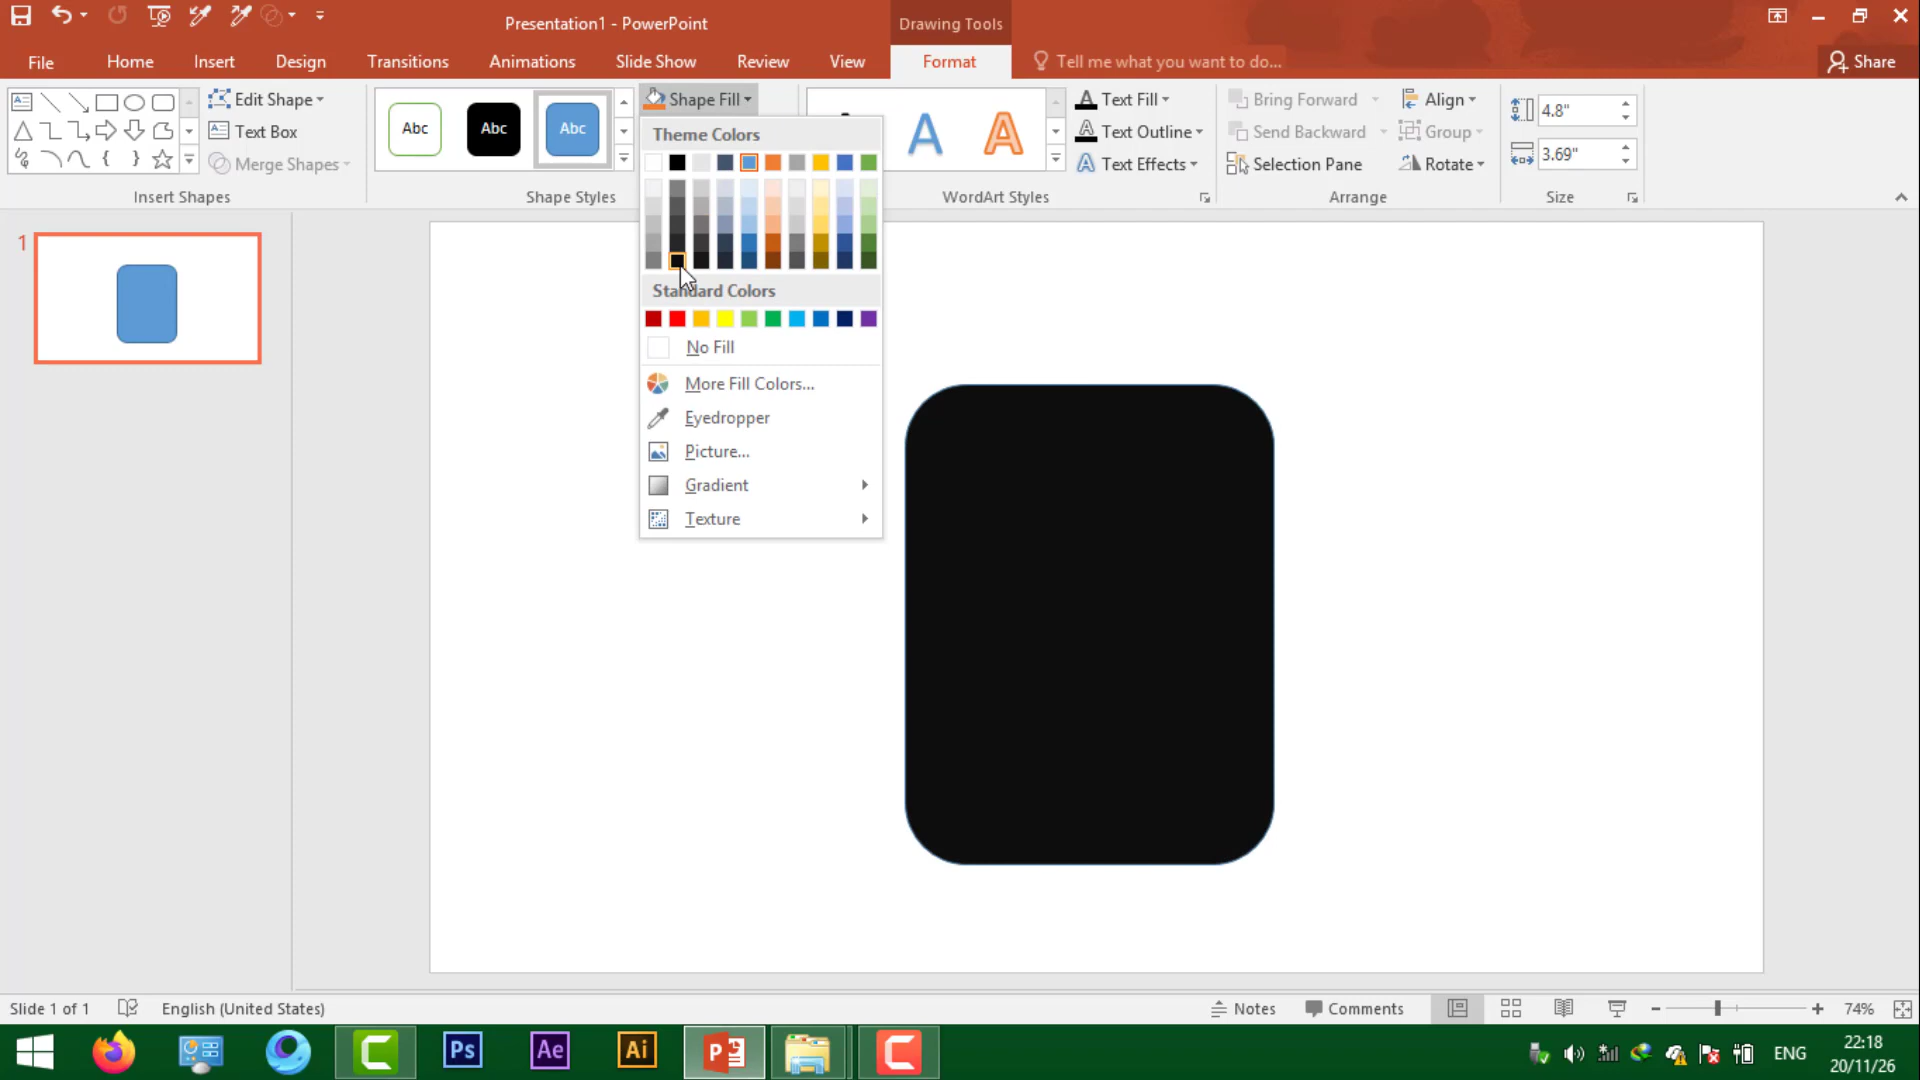 Presentation1 - PowerPoint
Drawing Tools
File
Home
Insert
Design
Transitions
Animations
Slide Show
Review
View
Format
Tell me what you want to do...
Share
Edit Shape
Text Box
Merge Shapes
Insert Shapes
Abc
Abc
Abc
Shape Styles
Shape Fill
A
A
WordArt Styles
A Text Fill
A Text Outline
A Text Effects
Bring Forward
Send Backward
Selection Pane
Align
Group
Rotate
Arrange
4.8"
3.69"
Size
Theme Colors
Standard Colors
No Fill
More Fill Colors...
Eyedropper
Picture...
Gradient
Texture
1
Slide 1 of 1
English (United States)
Notes
Comments
74%
Ps
Ae
Ai
P
ENG
22:18
20/11/26